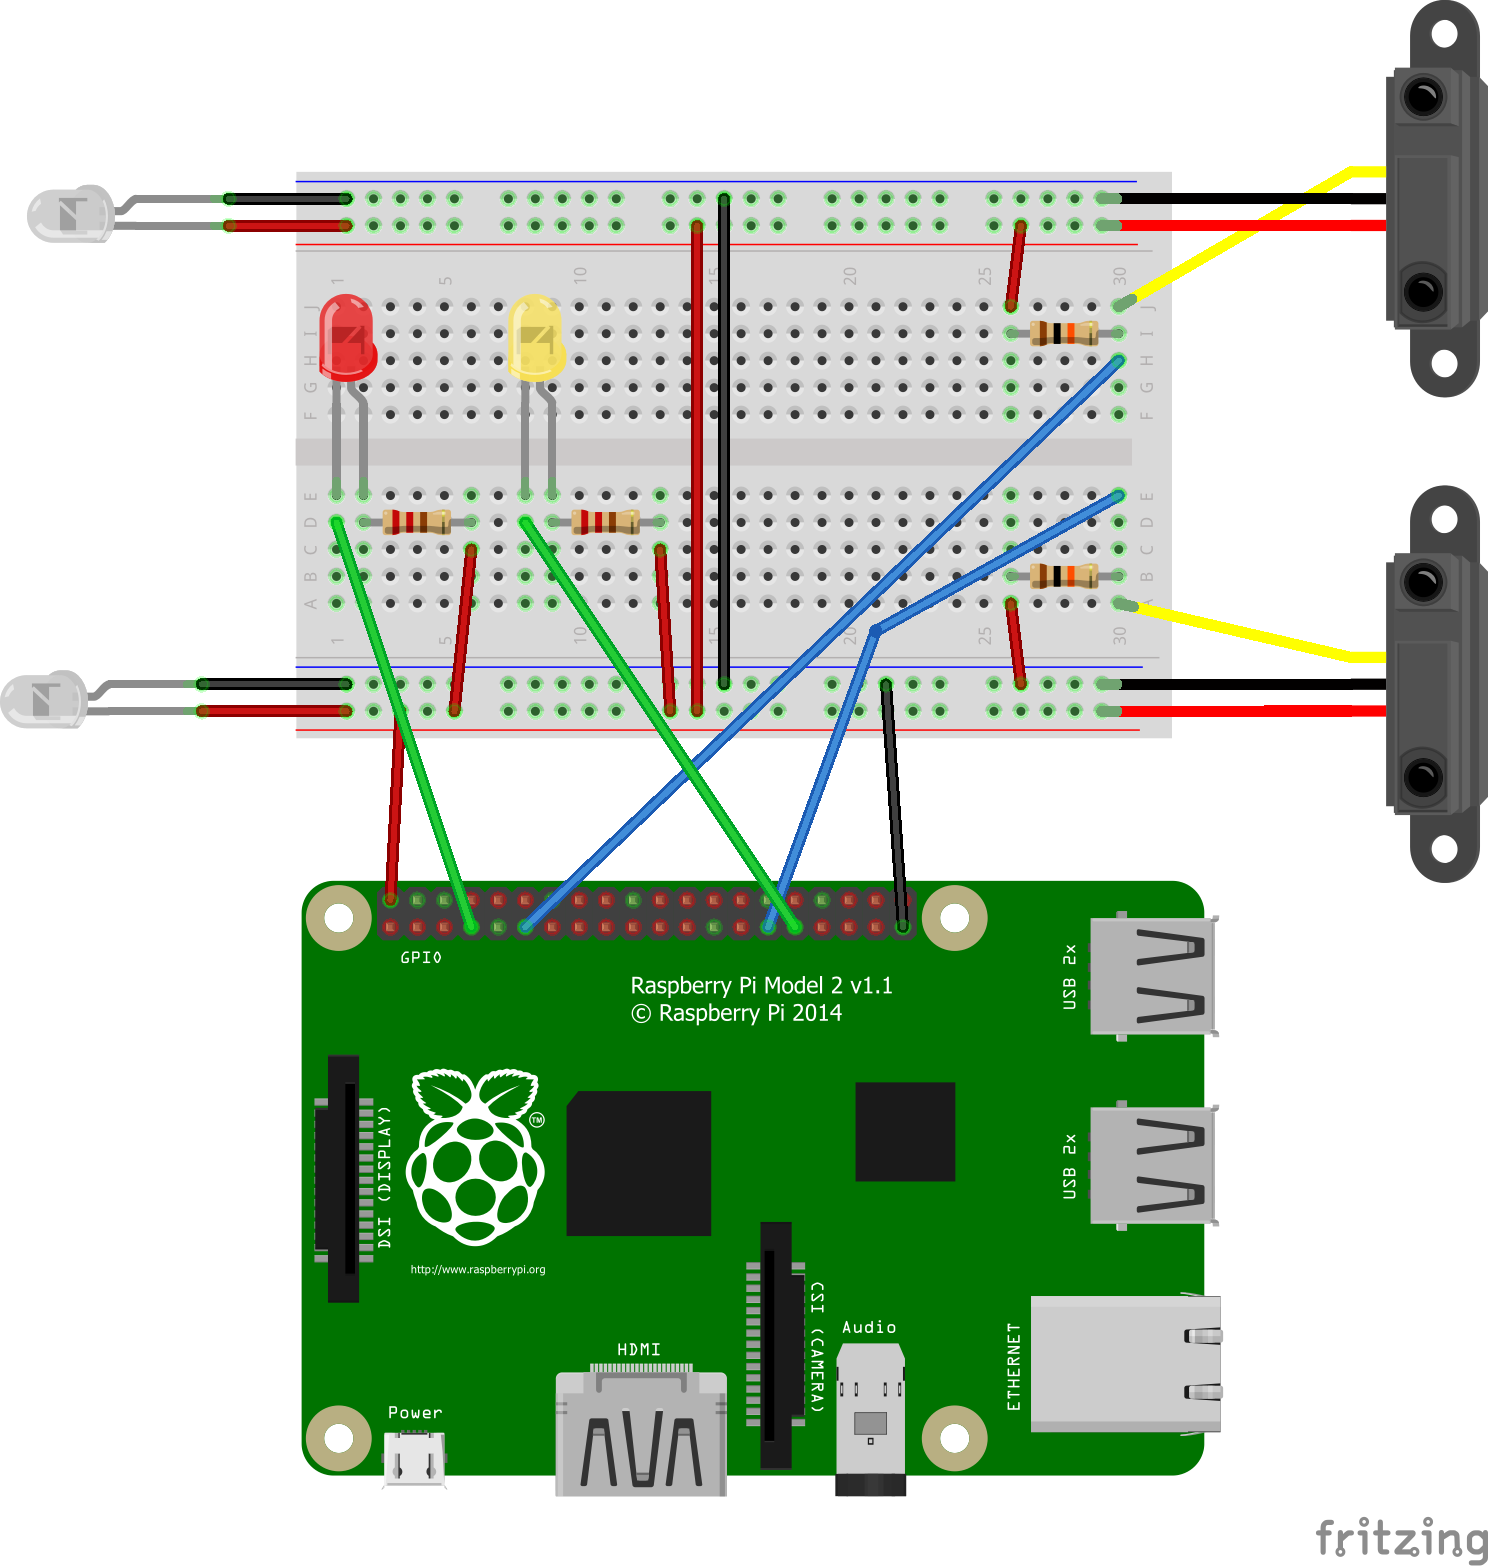 1 5 10 15 20 25 30
J J
I I
H H
G G
F F
E E
D D
C C
B B
A A
1 5 10 15 20 25 30
GPIO
Raspberry Pi Model 2 v1.1
© Raspberry Pi 2014
USB 2x
DSI (DISPLAY)
TM
USB 2x
http://www.raspberrypi.org
CSI (CAMERA)
Audio
ETHERNET
HDMI
Power
fritzing